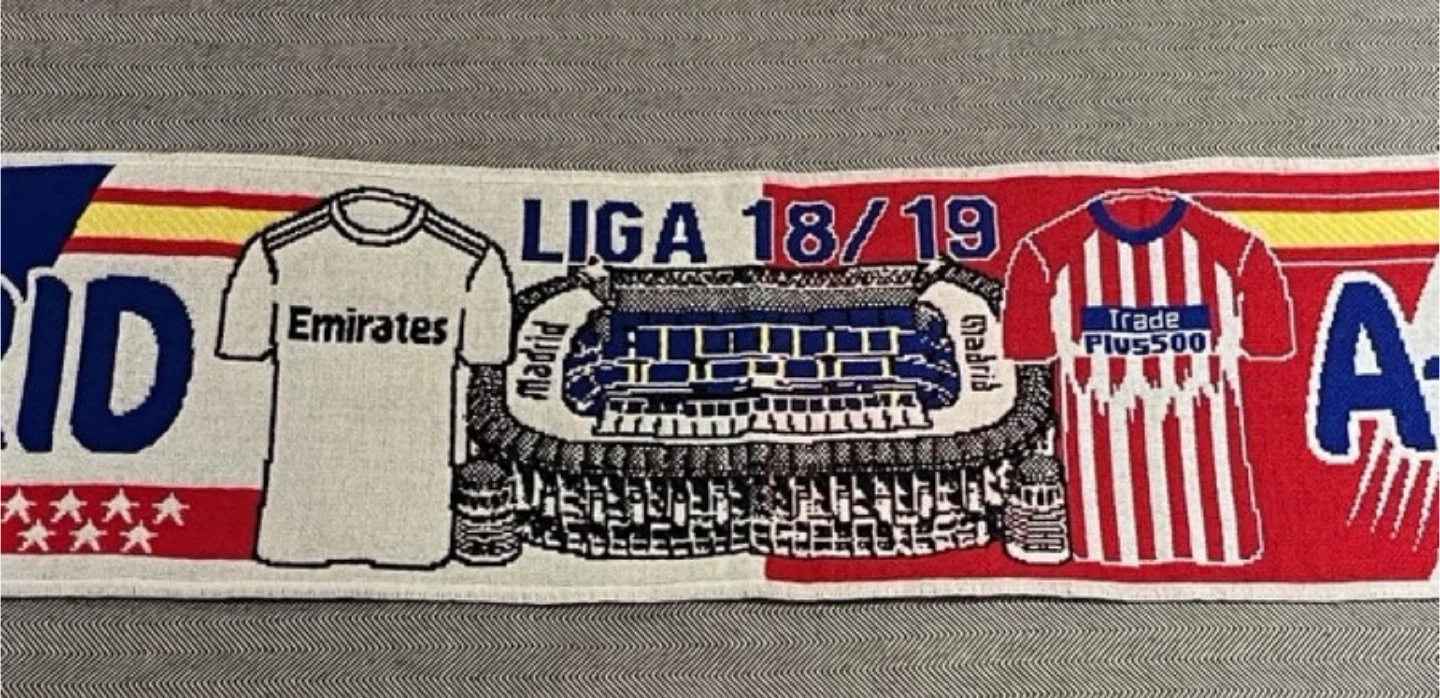 RID
Emirates
LIGA 18/19
Madrid
Madrid
Trade
Plus500
A